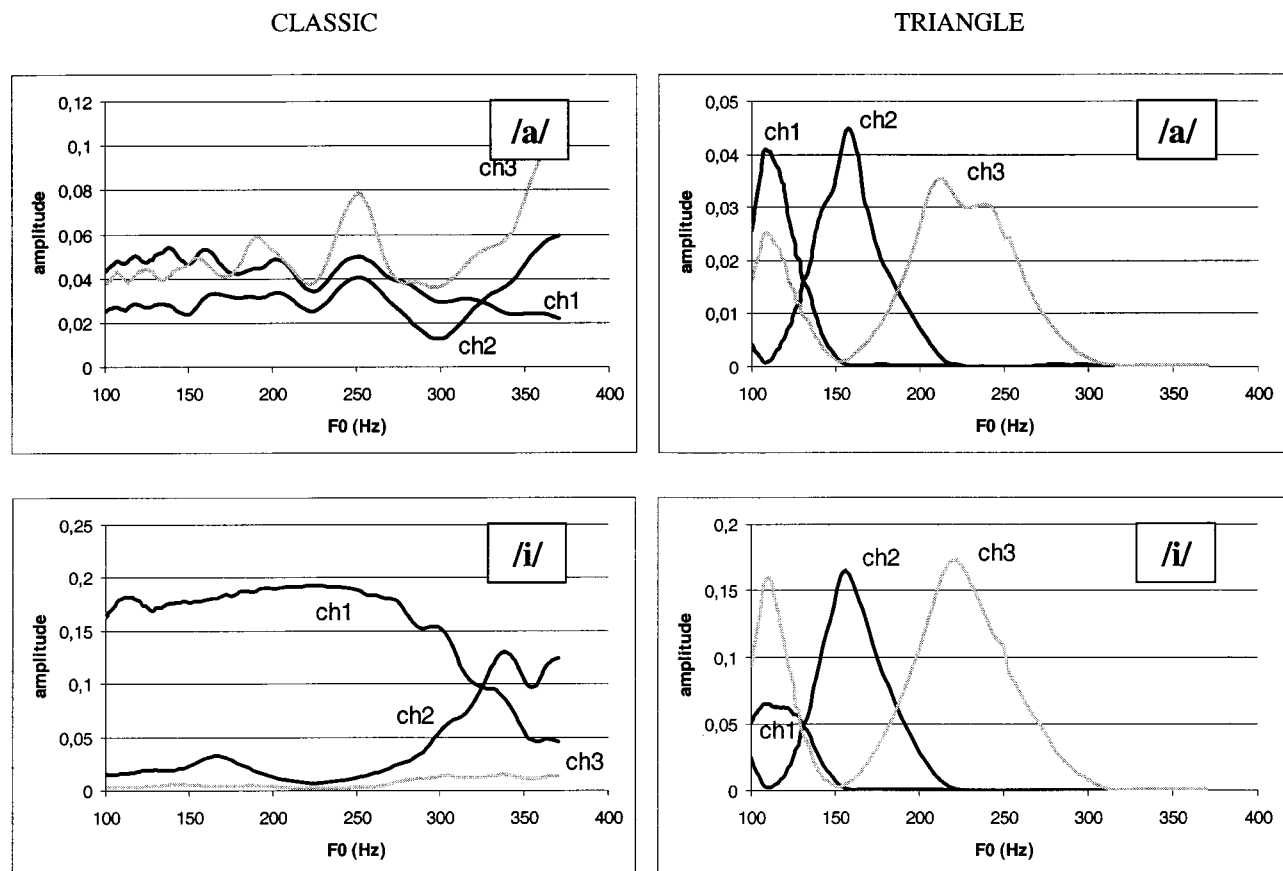 CLASSIC
TRIANGLE
0,12
0,1
0,08
0,06
0,04
0,02
0
amplitude
/a/
ch3
ch1
ch2
100 150 200 250 300 350 400
F0 (Hz)
0,05
0,04
0,03
0,02
0,01
0
amplitude
/a/
ch1
ch2
ch3
100 150 200 250 300 350 400
F0 (Hz)
0,25
0,2
0,15
0,1
0,05
0
amplitude
/i/
ch1
ch2
ch3
100 150 200 250 300 350 400
F0 (Hz)
0,2
0,15
0,1
0,05
0
amplitude
/i/
ch2
ch3
ch1
100 150 200 250 300 350 400
F0 (Hz)